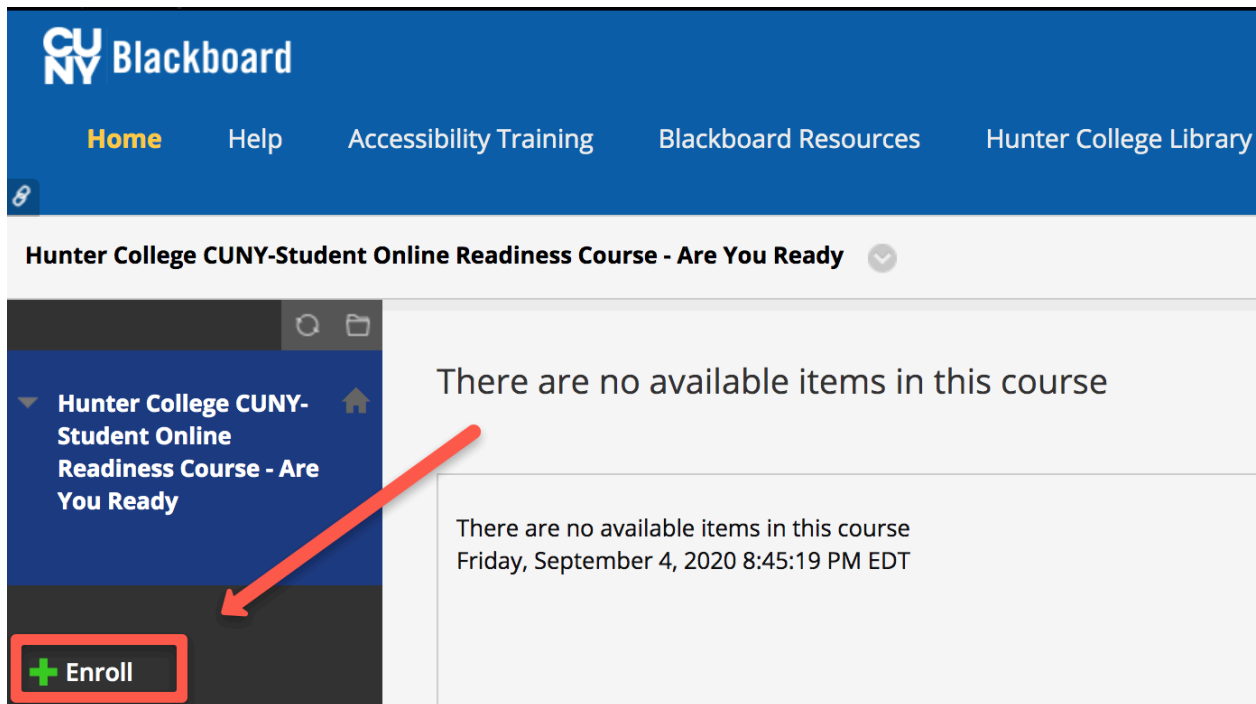 CUNY Blackboard
Home Help Accessibility Training Blackboard Resources Hunter College Library
Hunter College CUNY-Student Online Readiness Course - Are You Ready
Hunter College CUNY-
Student Online
Readiness Course - Are
You Ready
Enroll
There are no available items in this course
There are no available items in this course
Friday, September 4, 2020 8:45:19 PM EDT